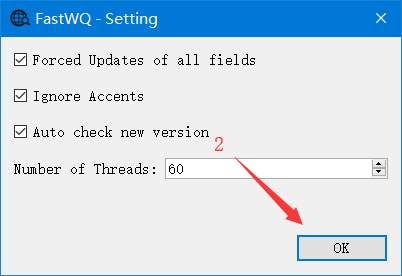 FastWQ - Setting
Forced Updates of all fields
Ignore Accents
Auto check new version
2
Number of Threads: 60
OK